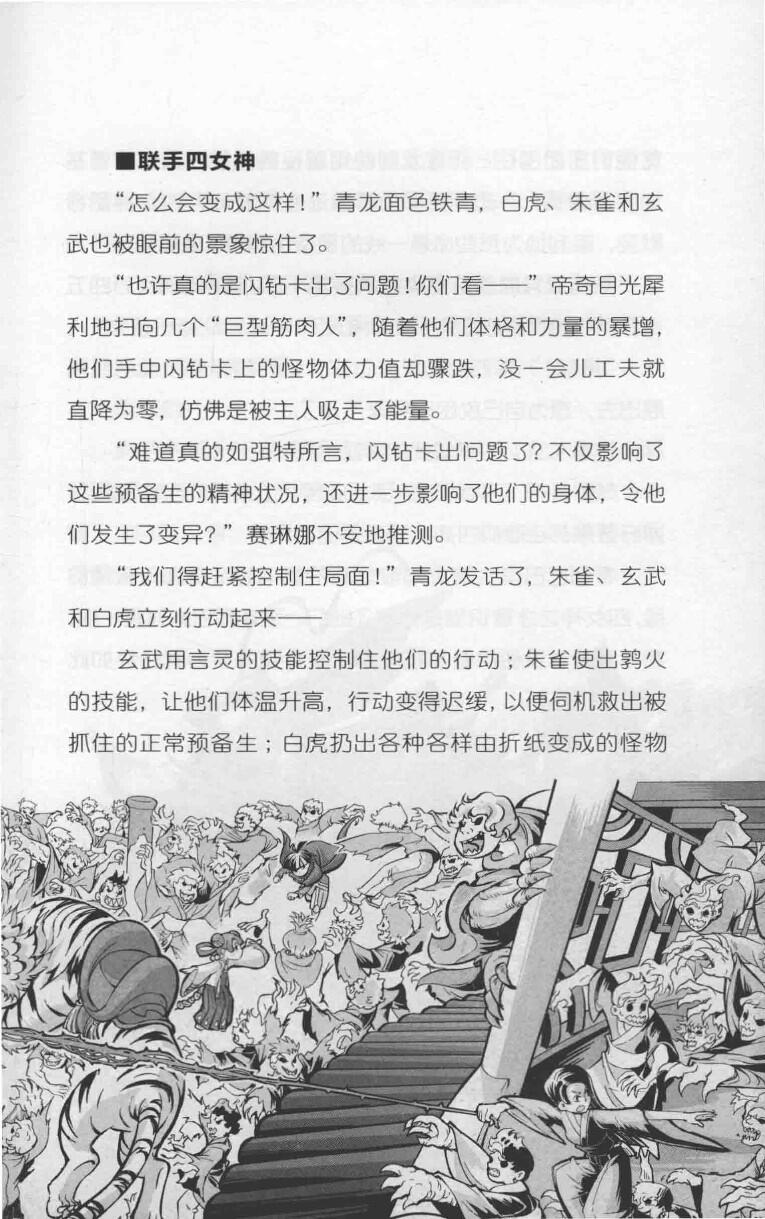 ■联手四女神
“怎么会变成这样！”青龙面色铁青，白虎、朱雀和玄
武也被眼前的景象惊住了。
“也许真的是闪钻卡出了问题，你们看——”帝奇目光犀
利地扫向几个“巨型筋肉人”，随着他们体格和力量的暴增，
他们手中闪钻卡上的怪物体力值却骤跌，没一会儿工夫就
直降为零，仿佛是被主人吸走了能量。
“难道真的如弭特所言，闪钻卡出问题了？不仅影响了
这些预备生的精神状况，还进一步影响了他们的身体，令他
们发生了变异？”赛琳娜不安地推测。
“我们得赶紧控制住局面！”青龙发话了，朱雀、玄武
和白虎立刻行动起来——
玄武用言灵的技能控制住他们的行动；朱雀使出鹑火
的技能，让他们体温升高，行动变得迟缓，以便伺机救出被
抓住的正常预备生；白虎扔出各种各样由折纸变成的怪物